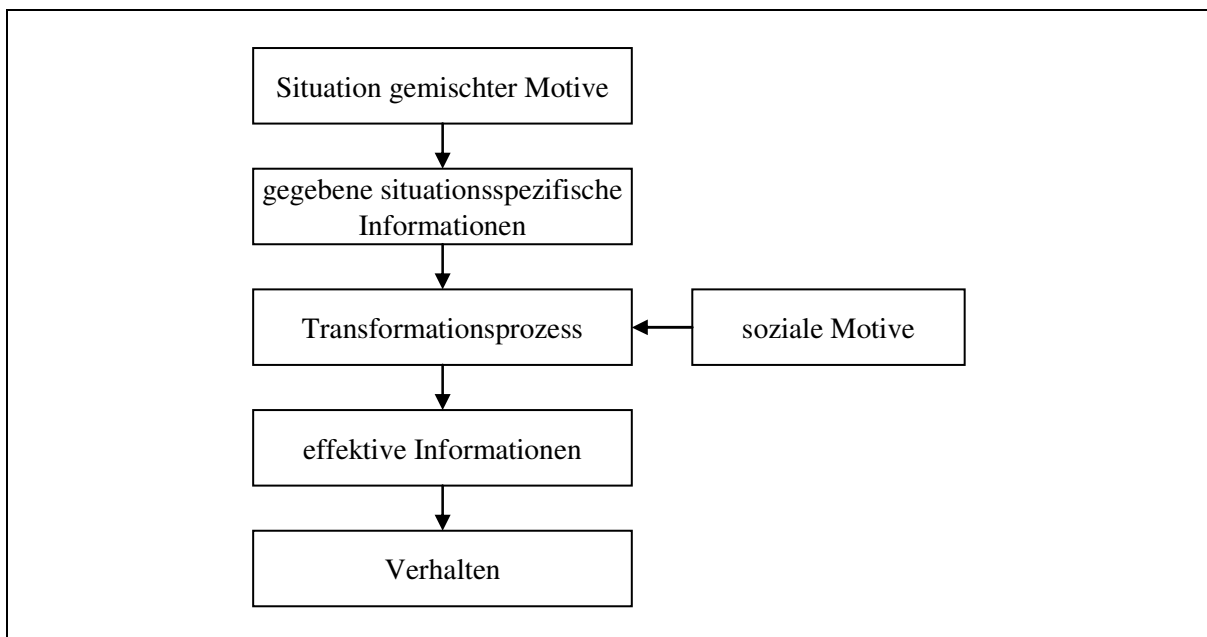 Situation gemischter Motive
gegebene situationsspezifische
Informationen
Transformationsprozess
soziale Motive
effektive Informationen
Verhalten